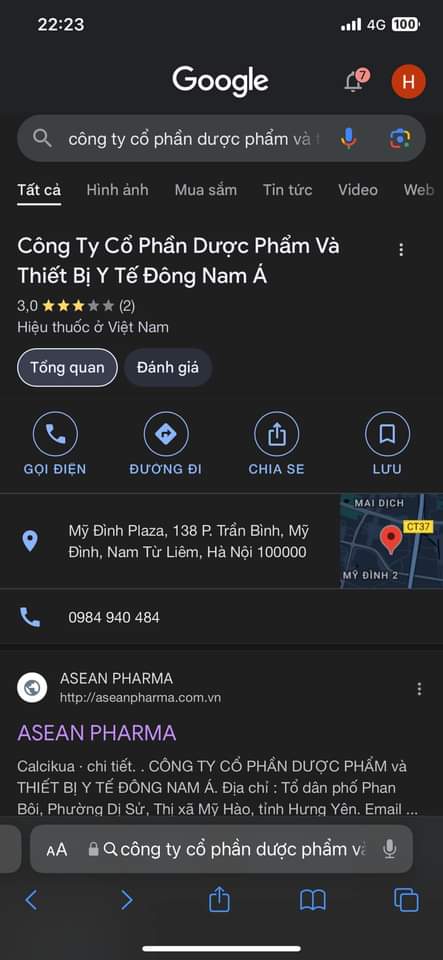 22:23
4G 100
Google
7
H
công ty cổ phần dược phẩm và
Tất cả Hình ảnh Mua sắm Tin tức Video Web
Công Ty Cổ Phần Dược Phẩm Và
Thiết Bị Y Tế Đông Nam Á
3,0 (2)
Hiệu thuốc ở Việt Nam
Tổng quan Đánh giá
GỌI ĐIỆN ĐƯỜNG ĐI CHIA SẺ LƯU
Mỹ Đình Plaza, 138 P. Trần Bình, Mỹ
Đình, Nam Từ Liêm, Hà Nội 100000
MAI DỊCH
CT37
MỸ ĐÌNH 2
0984 940 484
ASEAN PHARMA
http://aseanpharma.com.vn
ASEAN PHARMA
Calcikua · chi tiết. . CÔNG TY CỔ PHẦN DƯỢC PHẨM và
THIẾT BỊ Y TẾ ĐÔNG NAM Á. Địa chỉ : Tổ dân phố Phan
Bôi, Phường Dị Sử, Thị xã Mỹ Hào, tỉnh Hưng Yên. Email ...
AA công ty cổ phần dược phẩm và